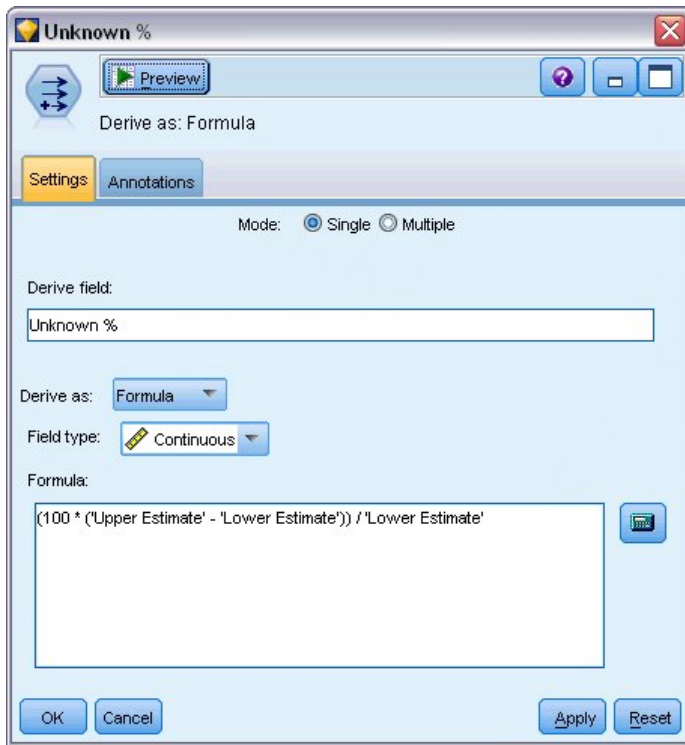 Unknown %
Preview
Derive as: Formula
Settings Annotations
Mode: Single Multiple
Derive field:
Unknown %
Derive as: Formula
Field type: Continuous
Formula:
(100 * ('Upper Estimate' - 'Lower Estimate')) / 'Lower Estimate'
OK Cancel Apply Reset